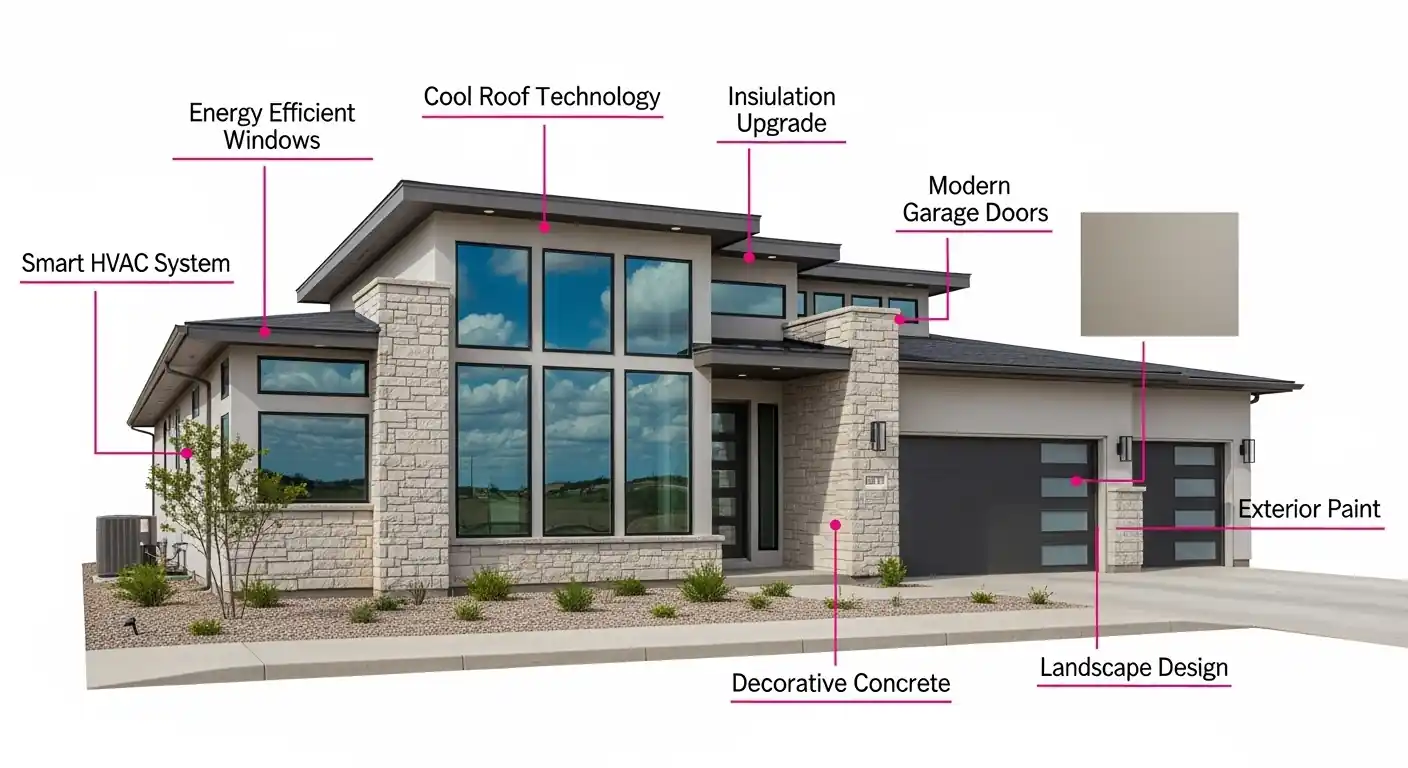 Cool Roof Technology
Insiulation
Upgrade
Energy Efficient
Windows
Modern
Garage Doors
Smart HVAC System
Exterior Paint
Landscape Design
Decorative Concrete